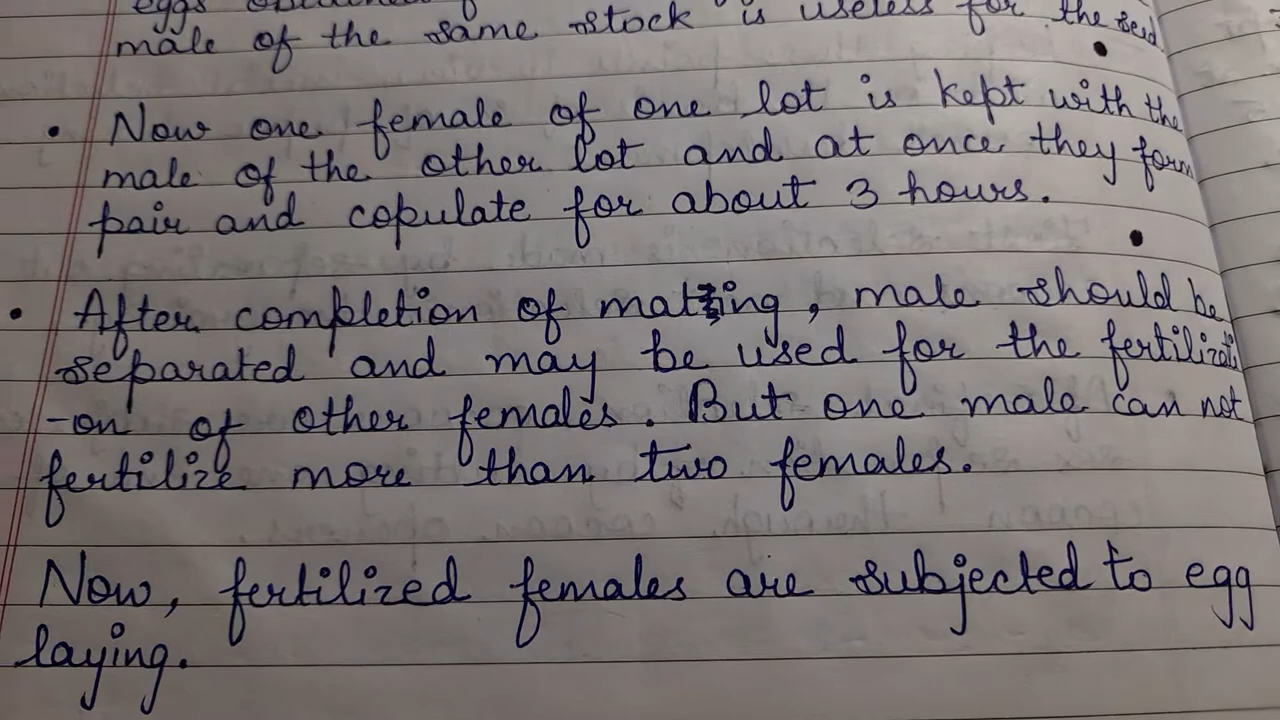 eggs
male of the same stock is useless for the seed
• Now one female of one lot is kept with the
male of the other lot and at once they form
pair and copulate for about 3 hours.
• After completion of mating, male should be
separated and may be used for the fertilizati
-on of other females. But one male can not
fertilize more than two females.
Now, fertilized females are subjected to egg
laying.